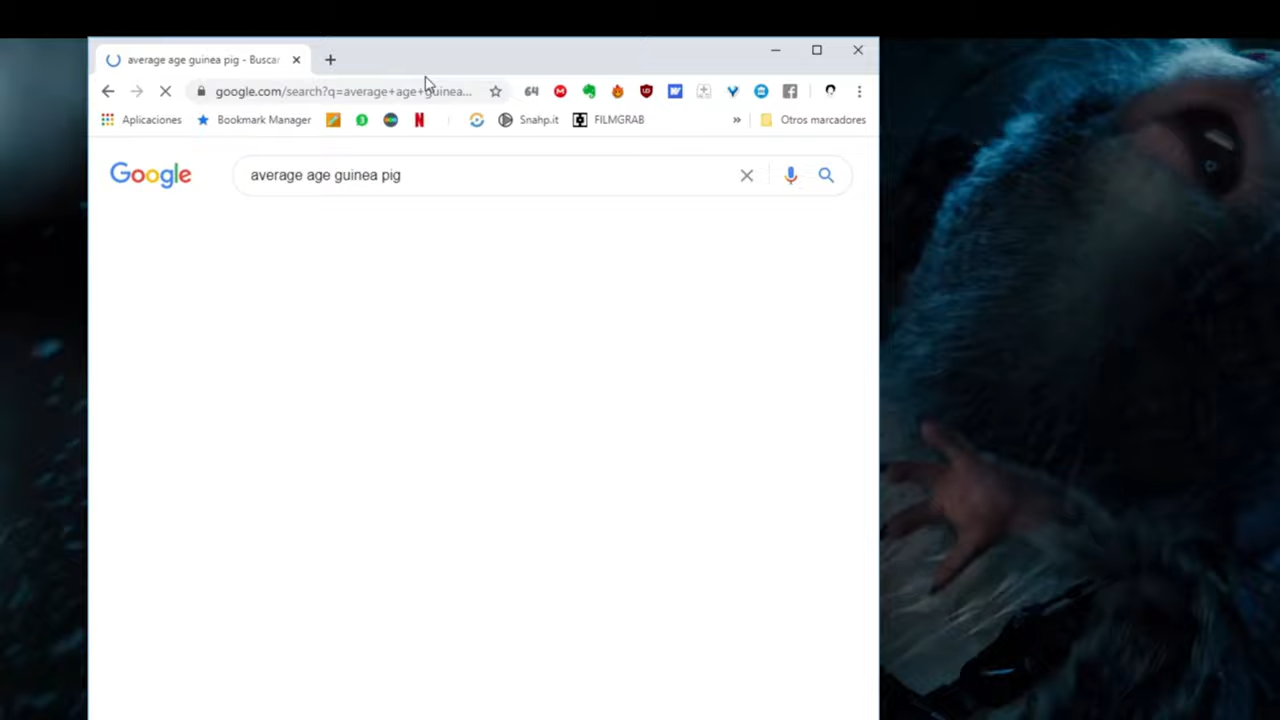 average age guinea pig - Buscar
google.com/search?q=average+age+guinea...
64
Aplicaciones
Bookmark Manager
N
Snahp.it
FILMGRAB
»
Otros marcadores
Google
average age guinea pig